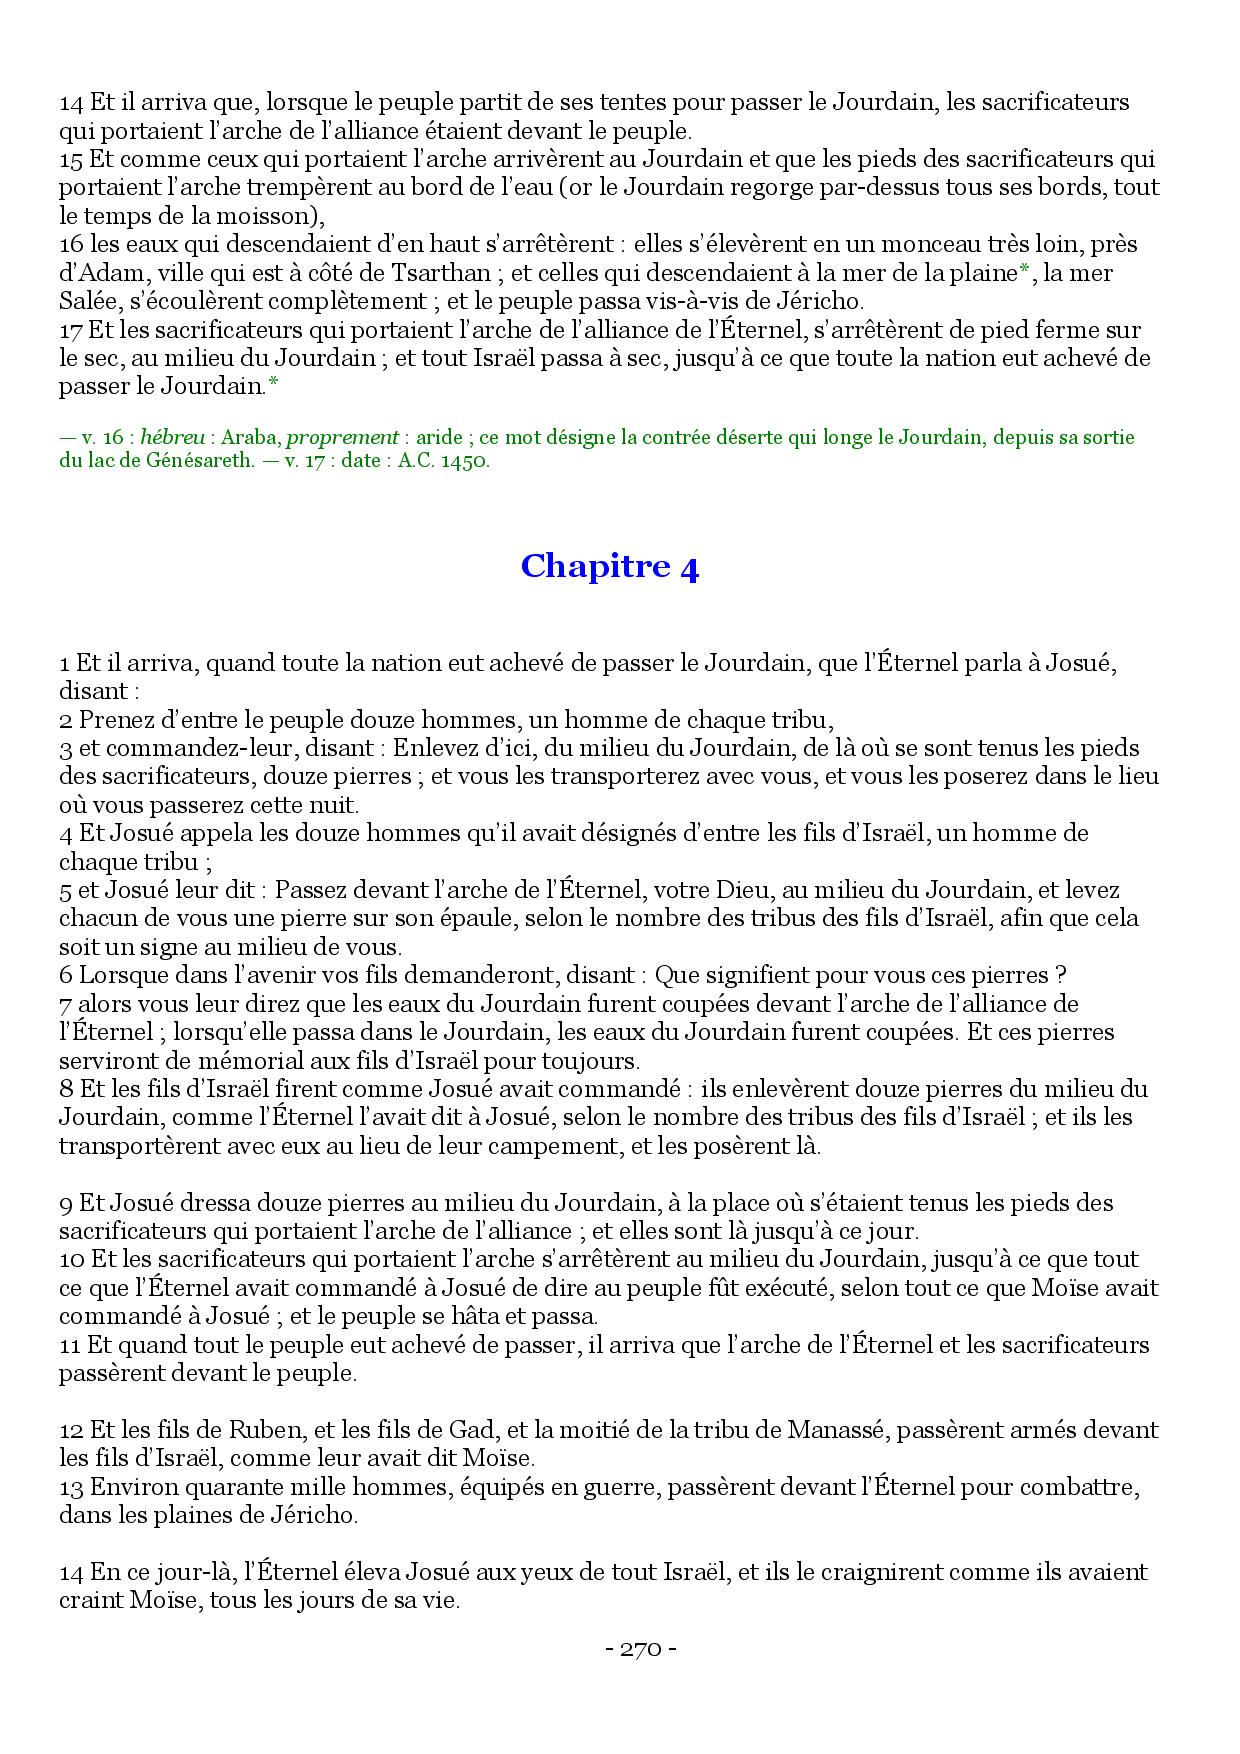 14 Et il arriva que, lorsque le peuple partit de ses tentes pour passer le Jourdain, les sacrificateurs
qui portaient l’arche de l’alliance étaient devant le peuple.
15 Et comme ceux qui portaient l’arche arrivèrent au Jourdain et que les pieds des sacrificateurs qui
portaient l’arche trempèrent au bord de l’eau (or le Jourdain regorge par-dessus tous ses bords, tout
le temps de la moisson),
16 les eaux qui descendaient d’en haut s’arrêtèrent : elles s’élevèrent en un monceau très loin, près
d’Adam, ville qui est à côté de Tsarthan ; et celles qui descendaient à la mer de la plaine*, la mer
Salée, s’écoulèrent complètement ; et le peuple passa vis-à-vis de Jéricho.
17 Et les sacrificateurs qui portaient l’arche de l’alliance de l’Éternel, s’arrêtèrent de pied ferme sur
le sec, au milieu du Jourdain ; et tout Israël passa à sec, jusqu’à ce que toute la nation eut achevé de
passer le Jourdain.*
— v. 16 : hébreu : Araba, proprement : aride ; ce mot désigne la contrée déserte qui longe le Jourdain, depuis sa sortie
du lac de Génésareth. — v. 17 : date : A.C. 1450.
Chapitre 4
1 Et il arriva, quand toute la nation eut achevé de passer le Jourdain, que l’Éternel parla à Josué,
disant :
2 Prenez d’entre le peuple douze hommes, un homme de chaque tribu,
3 et commandez-leur, disant : Enlevez d’ici, du milieu du Jourdain, de là où se sont tenus les pieds
des sacrificateurs, douze pierres ; et vous les transporterez avec vous, et vous les poserez dans le lieu
où vous passerez cette nuit.
4 Et Josué appela les douze hommes qu’il avait désignés d’entre les fils d’Israël, un homme de
chaque tribu ;
5 et Josué leur dit : Passez devant l’arche de l’Éternel, votre Dieu, au milieu du Jourdain, et levez
chacun de vous une pierre sur son épaule, selon le nombre des tribus des fils d’Israël, afin que cela
soit un signe au milieu de vous.
6 Lorsque dans l’avenir vos fils demanderont, disant : Que signifient pour vous ces pierres ?
7 alors vous leur direz que les eaux du Jourdain furent coupées devant l’arche de l’alliance de
l’Éternel ; lorsqu’elle passa dans le Jourdain, les eaux du Jourdain furent coupées. Et ces pierres
serviront de mémorial aux fils d’Israël pour toujours.
8 Et les fils d’Israël firent comme Josué avait commandé : ils enlevèrent douze pierres du milieu du
Jourdain, comme l’Éternel l’avait dit à Josué, selon le nombre des tribus des fils d’Israël ; et ils les
transportèrent avec eux au lieu de leur campement, et les posèrent là.
9 Et Josué dressa douze pierres au milieu du Jourdain, à la place où s’étaient tenus les pieds des
sacrificateurs qui portaient l’arche de l’alliance ; et elles sont là jusqu’à ce jour.
10 Et les sacrificateurs qui portaient l’arche s’arrêtèrent au milieu du Jourdain, jusqu’à ce que tout
ce que l’Éternel avait commandé à Josué de dire au peuple fût exécuté, selon tout ce que Moïse avait
commandé à Josué ; et le peuple se hâta et passa.
11 Et quand tout le peuple eut achevé de passer, il arriva que l’arche de l’Éternel et les sacrificateurs
passèrent devant le peuple.
12 Et les fils de Ruben, et les fils de Gad, et la moitié de la tribu de Manassé, passèrent armés devant
les fils d’Israël, comme leur avait dit Moïse.
13 Environ quarante mille hommes, équipés en guerre, passèrent devant l’Éternel pour combattre,
dans les plaines de Jéricho.
14 En ce jour-là, l’Éternel éleva Josué aux yeux de tout Israël, et ils le craignirent comme ils avaient
craint Moïse, tous les jours de sa vie.
- 270 -